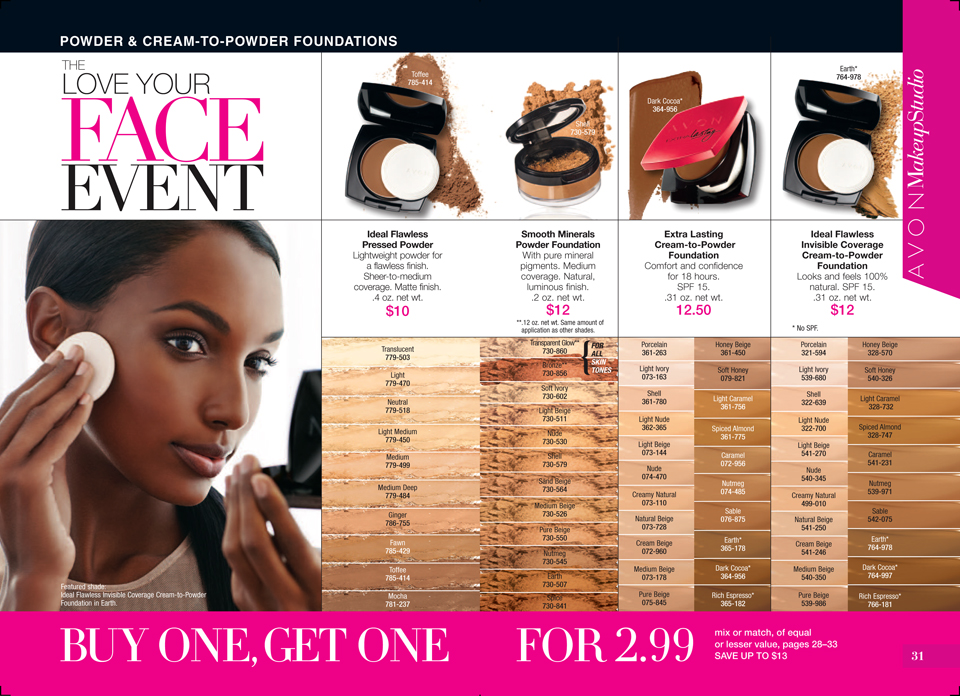 POWDER & CREAM-TO-POWDER FOUNDATIONS
THE
LOVE YOUR
FACE
EVENT
Toffee
785-414
Shell
730-579
Dark Cocoa*
364-956
Earth*
764-978
AVON MakeupStudio
Ideal Flawless
Pressed Powder
Lightweight powder for
a flawless finish.
Sheer-to-medium
coverage. Matte finish.
.4 oz. net wt.
$10
Smooth Minerals
Powder Foundation
With pure mineral
pigments. Medium
coverage. Natural,
luminous finish.
.2 oz. net wt.
$12
**.12 oz. net wt. Same amount of
application as other shades.
Extra Lasting
Cream-to-Powder
Foundation
Comfort and confidence
for 18 hours.
SPF 15.
.31 oz. net wt.
12.50
Ideal Flawless
Invisible Coverage
Cream-to-Powder
Foundation
Looks and feels 100%
natural. SPF 15.
.31 oz. net wt.
$12
* No SPF.
Translucent
779-503
Light
779-470
Neutral
779-518
Light Medium
779-450
Medium
779-499
Medium Deep
779-484
Ginger
786-755
Fawn
785-429
Toffee
785-414
Mocha
781-237
Transparent Glow**
730-860
Bronze**
730-856
FOR
ALL
SKIN
TONES
Soft Ivory
730-602
Light Beige
730-511
Nude
730-530
Shell
730-579
Sand Beige
730-564
Medium Beige
730-526
Pure Beige
730-550
Nutmeg
730-545
Earth
730-507
Spice
730-841
Porcelain
361-263
Light Ivory
073-163
Shell
361-780
Light Nude
362-365
Light Beige
073-144
Nude
074-470
Creamy Natural
073-110
Natural Beige
073-728
Cream Beige
072-960
Medium Beige
073-178
Pure Beige
075-845
Honey Beige
361-450
Soft Honey
079-821
Light Caramel
361-756
Spiced Almond
361-775
Caramel
072-956
Nutmeg
074-485
Sable
076-875
Earth*
365-178
Dark Cocoa*
364-956
Rich Espresso*
365-182
Porcelain
321-594
Light Ivory
539-680
Shell
322-639
Light Nude
322-700
Light Beige
541-270
Nude
540-345
Creamy Natural
499-010
Natural Beige
541-250
Cream Beige
541-246
Medium Beige
540-350
Pure Beige
539-986
Honey Beige
328-570
Soft Honey
540-326
Light Caramel
328-732
Spiced Almond
328-747
Caramel
541-231
Nutmeg
539-971
Sable
542-075
Earth*
764-978
Dark Cocoa*
764-997
Rich Espresso*
766-181
Featured shade:
Ideal Flawless Invisible Coverage Cream-to-Powder
Foundation in Earth.
BUY ONE, GET ONE FOR 2.99
mix or match, of equal
or lesser value, pages 28–33
SAVE UP TO $13
31